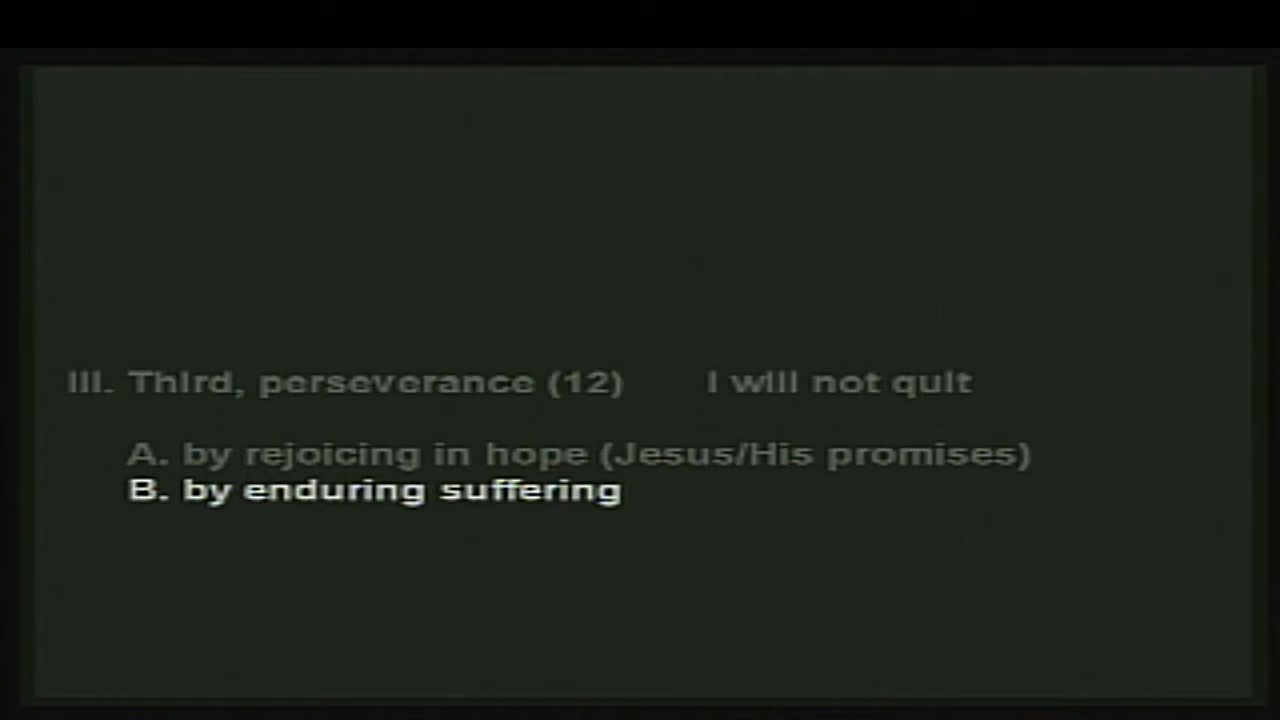 III. Third, perseverance (12) I will not quit
A. by rejoicing in hope (Jesus/His promises)
B. by enduring suffering